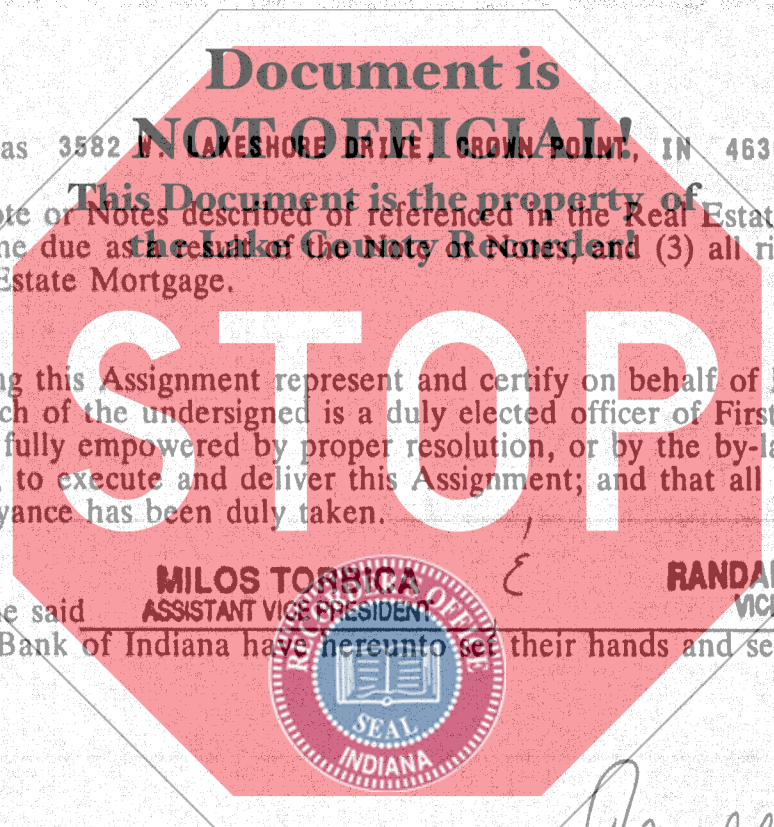 Document is
NOT OFFICIAL!
as 3582 W. LAKESHORE DRIVE, CROWN POINT, IN 463
This Document is the property of
the Lake County Recorder!
te or Notes described of referenced in the Real Estat
ne due as a result of the Note or Notes, and (3) all ri
Estate Mortgage.
STOP
ng this Assignment represent and certify on behalf of
ch of the undersigned is a duly elected officer of First
fully empowered by proper resolution, or by the by-la
, to execute and deliver this Assignment; and that all
yance has been duly taken.
MILOS TORBICA RANDA
e said ASSISTANT VICE PRESIDENT VIC
Bank of Indiana have hereunto set their hands and se
RECORDER'S OFFICE
SEAL
INDIANA